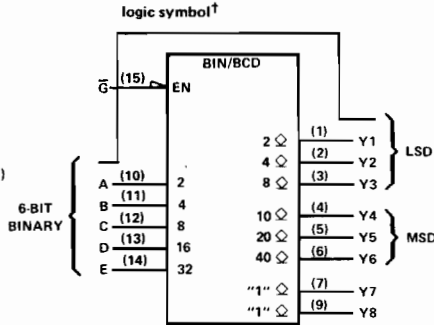 logic symbol†
BIN/BCD
G̅ (15) EN
2 ◇ (1) Y1
4 ◇ (2) Y2
LSD
8 ◇ (3) Y3
)
A (10) 2
B (11) 4
6-BIT
BINARY
C (12) 8
D (13) 16
E (14) 32
10 ◇ (4) Y4
20 ◇ (5) Y5
MSD
40 ◇ (6) Y6
"1" ◇ (7) Y7
"1" ◇ (9) Y8